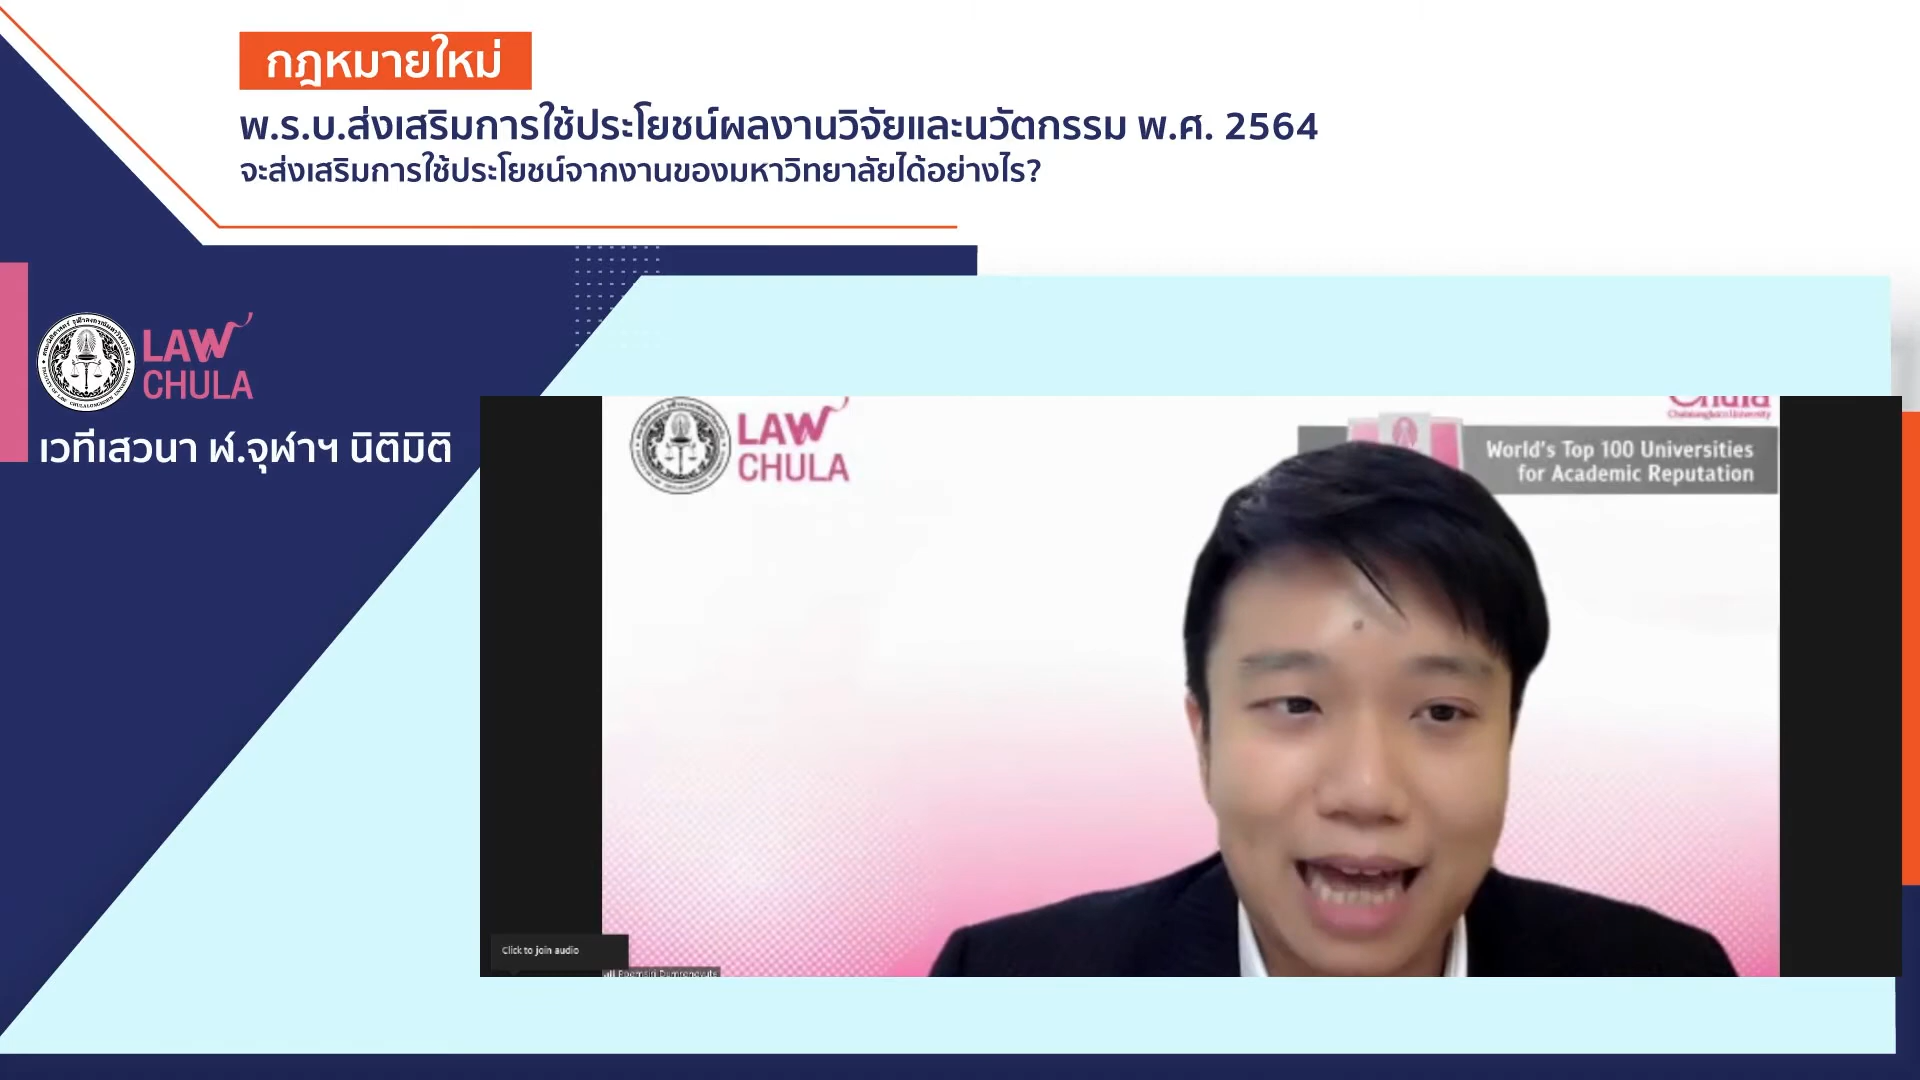 กฎหมายใหม่
พ.ร.บ.ส่งเสริมการใช้ประโยชน์ผลงานวิจัยและนวัตกรรม พ.ศ. 2564
จะส่งเสริมการใช้ประโยชน์จากงานของมหาวิทยาลัยได้อย่างไร?
LAW
CHULA
เวทีเสวนา ฬ.จุฬาฯ นิติมิติ
LAW
CHULA
Chula
Chulalongkorn University
World's Top 100 Universities
for Academic Reputation
Click to join audio